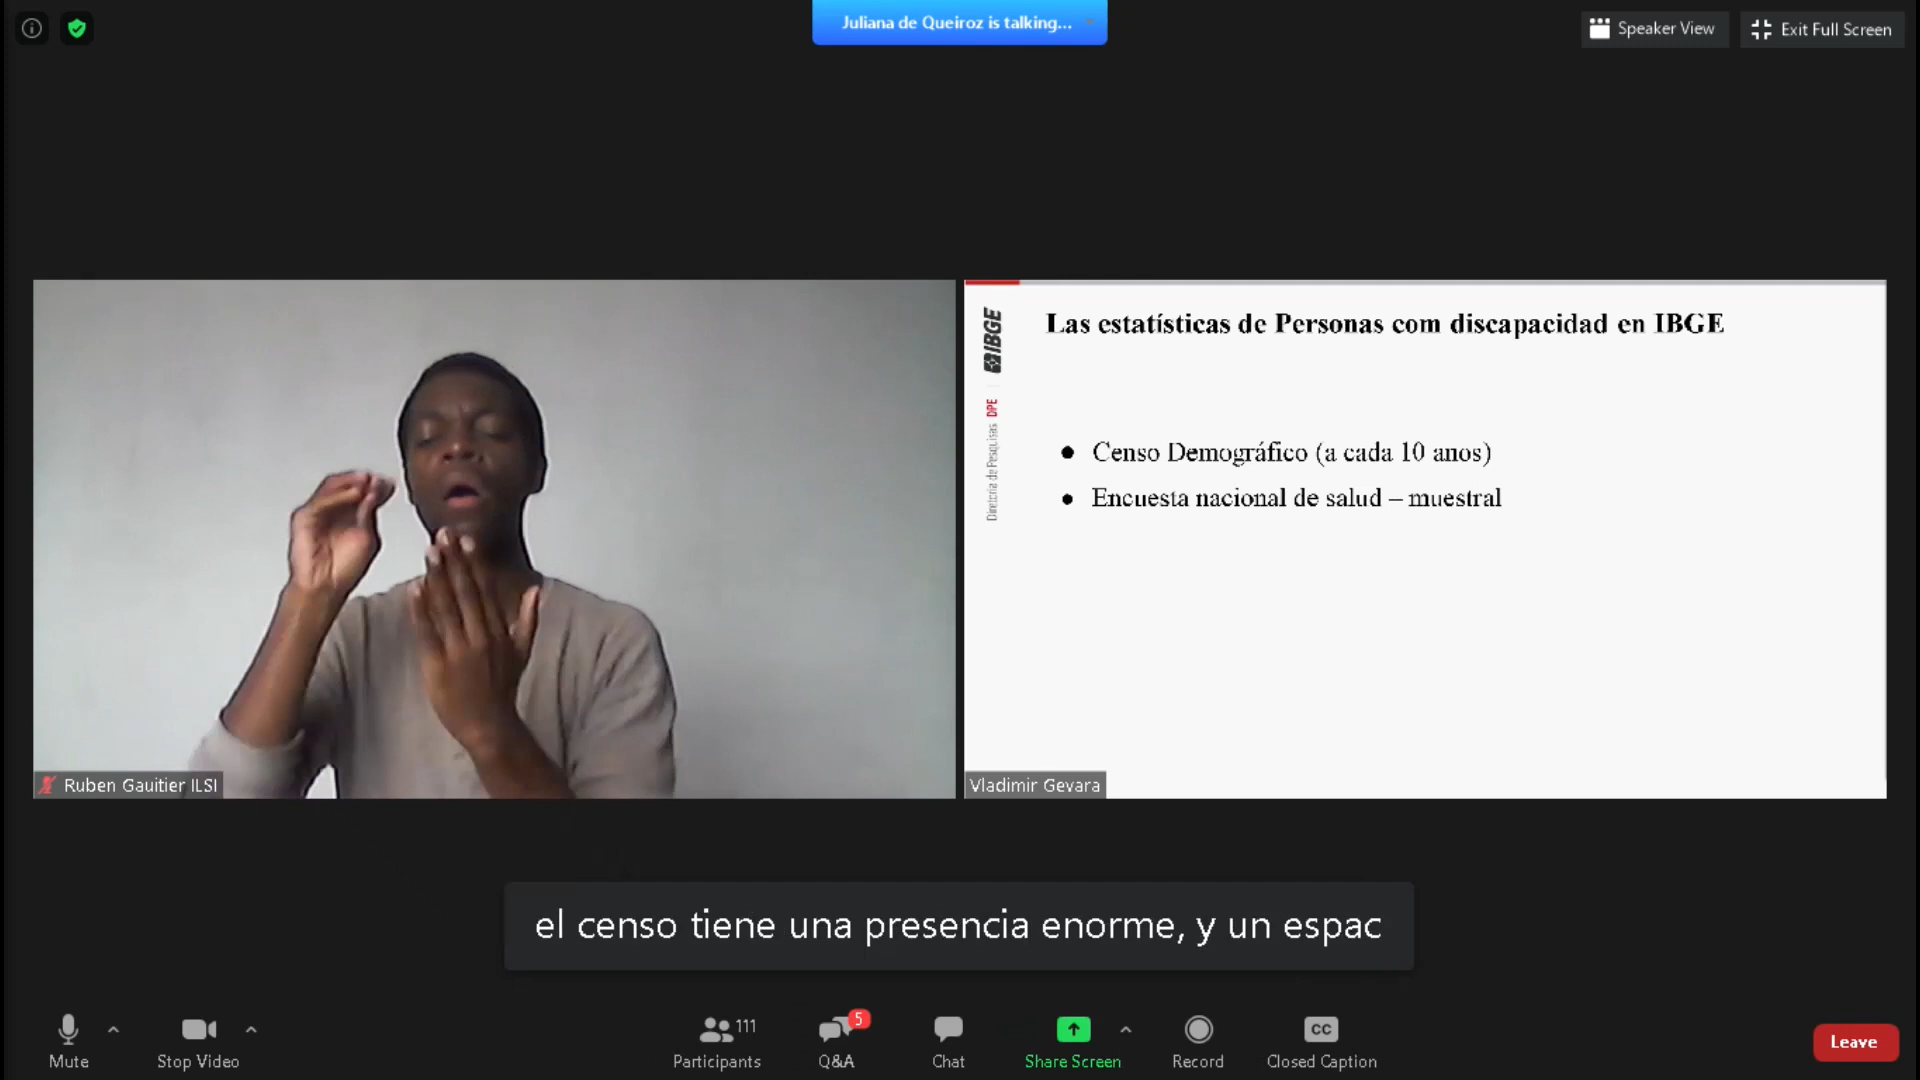 Juliana de Queiroz is talking...
Speaker View
Exit Full Screen
IBGE
Diretoria de Pesquisas DPE
Las estatísticas de Personas com discapacidad en IBGE
Censo Demográfico (a cada 10 anos)
Encuesta nacional de salud – muestral
Ruben Gauitier ILSI
Vladimir Gevara
el censo tiene una presencia enorme, y un espac
Mute
Stop Video
111
Participants
5
Q&A
Chat
Share Screen
Record
CC
Closed Caption
Leave